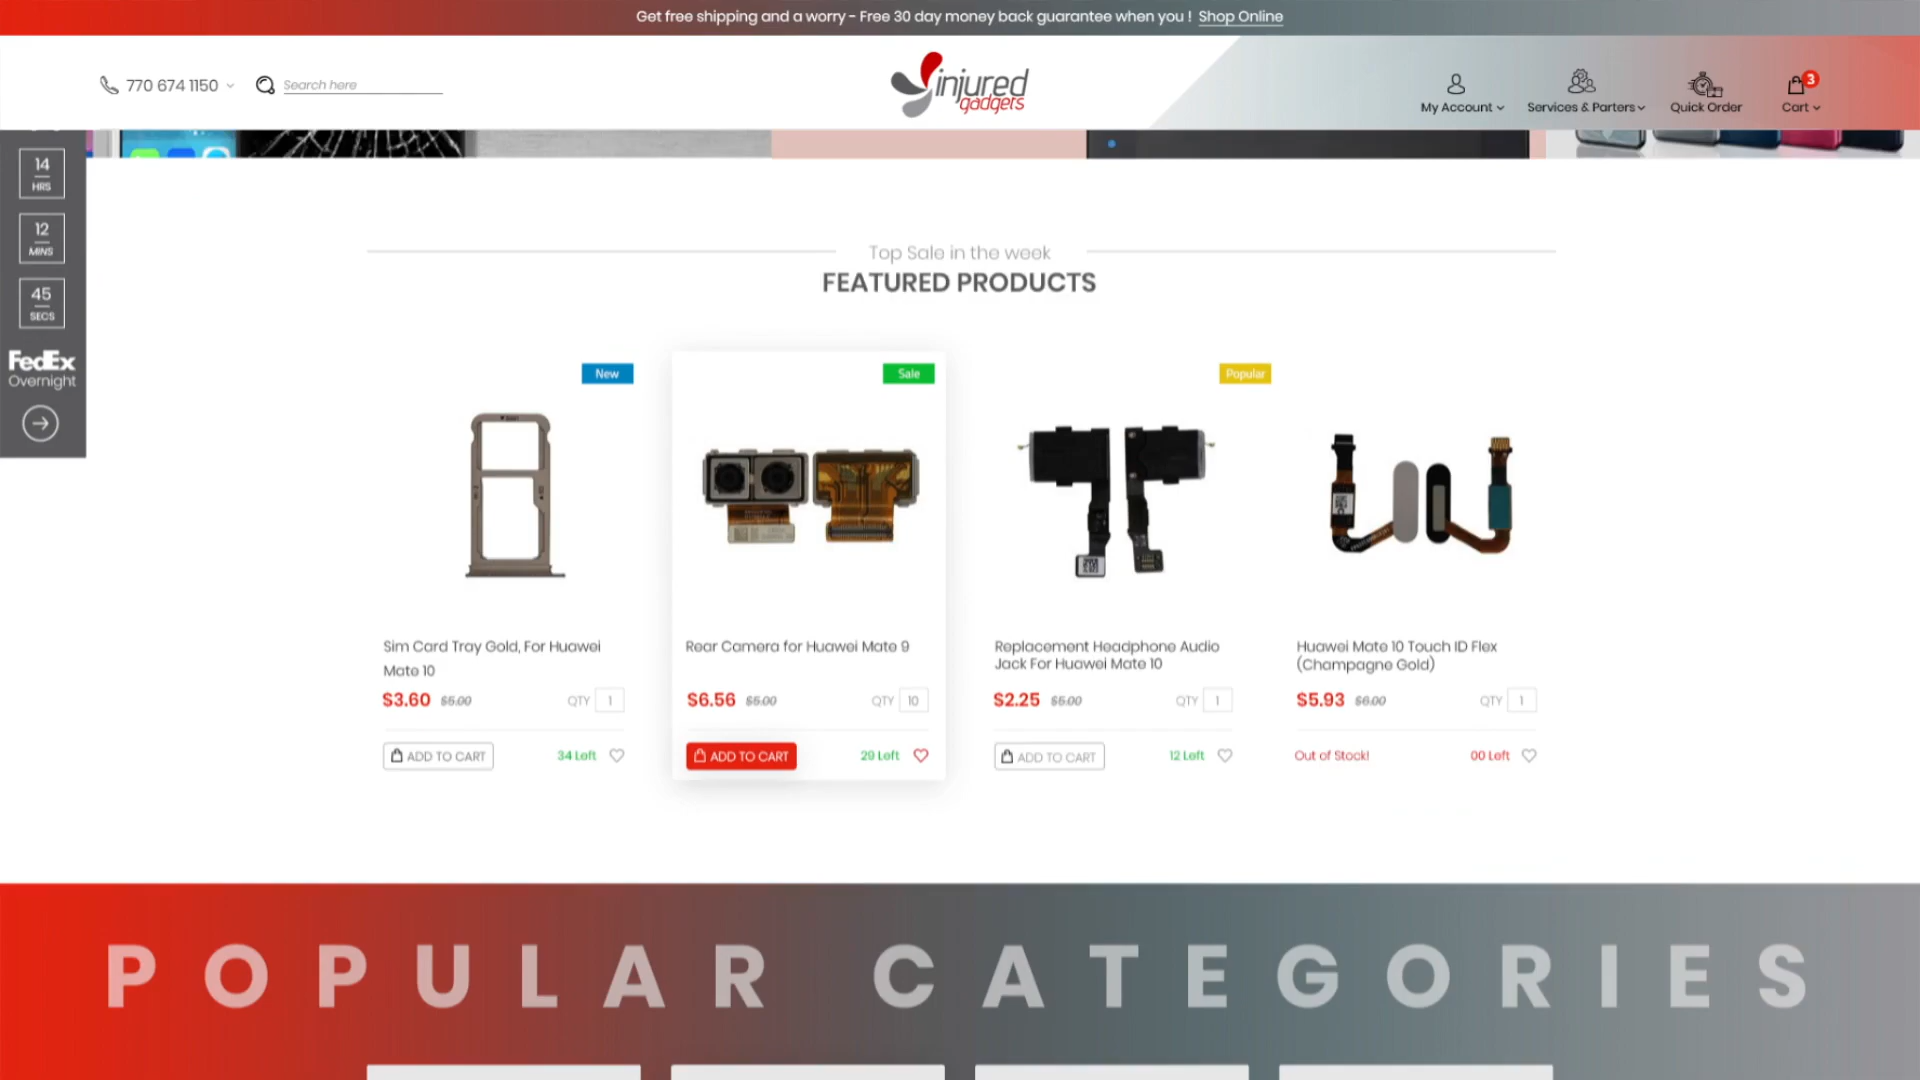 Get free shipping and a worry - Free 30 day money back guarantee when you ! Shop Online
770 674 1150
Search here
injured
gadgets
My Account
Services & Parters
Quick Order
3
Cart
14
HRS
12
MINS
45
SECS
FedEx
Overnight
Top Sale in the week
FEATURED PRODUCTS
New
Sim Card Tray Gold, For Huawei
Mate 10
$3.60 $5.00 QTY 1
ADD TO CART 34 Left
Sale
Rear Camera for Huawei Mate 9
$6.56 $5.00 QTY 10
ADD TO CART 29 Left
Popular
Replacement Headphone Audio
Jack For Huawei Mate 10
$2.25 $5.00 QTY 1
ADD TO CART 12 Left
Huawei Mate 10 Touch ID Flex
(Champagne Gold)
$5.93 $6.00 QTY 1
Out of Stock! 00 Left
POPULAR CATEGORIES